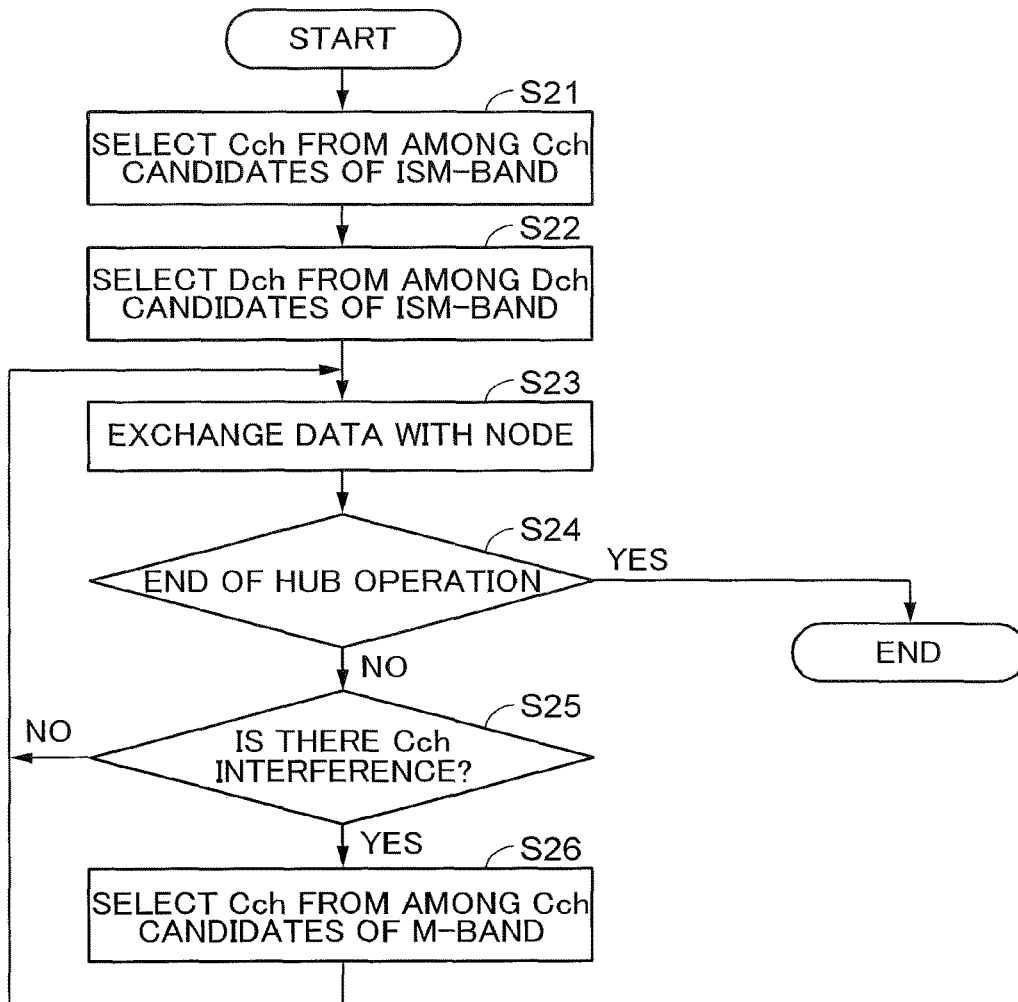 START
S21
SELECT Cch FROM AMONG Cch
CANDIDATES OF ISM-BAND
S22
SELECT Dch FROM AMONG Dch
CANDIDATES OF ISM-BAND
S23
EXCHANGE DATA WITH NODE
S24
END OF HUB OPERATION
YES
END
NO
S25
IS THERE Cch
INTERFERENCE?
NO
YES
S26
SELECT Cch FROM AMONG Cch
CANDIDATES OF M-BAND